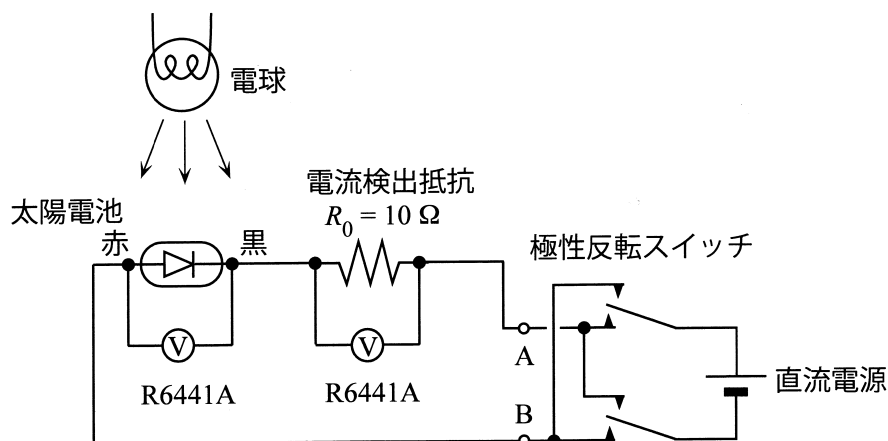 電球
電流検出抵抗
R0 = 10 Ω
太陽電池
赤
黒
極性反転スイッチ
V
V
A
R6441A
R6441A
直流電源
B